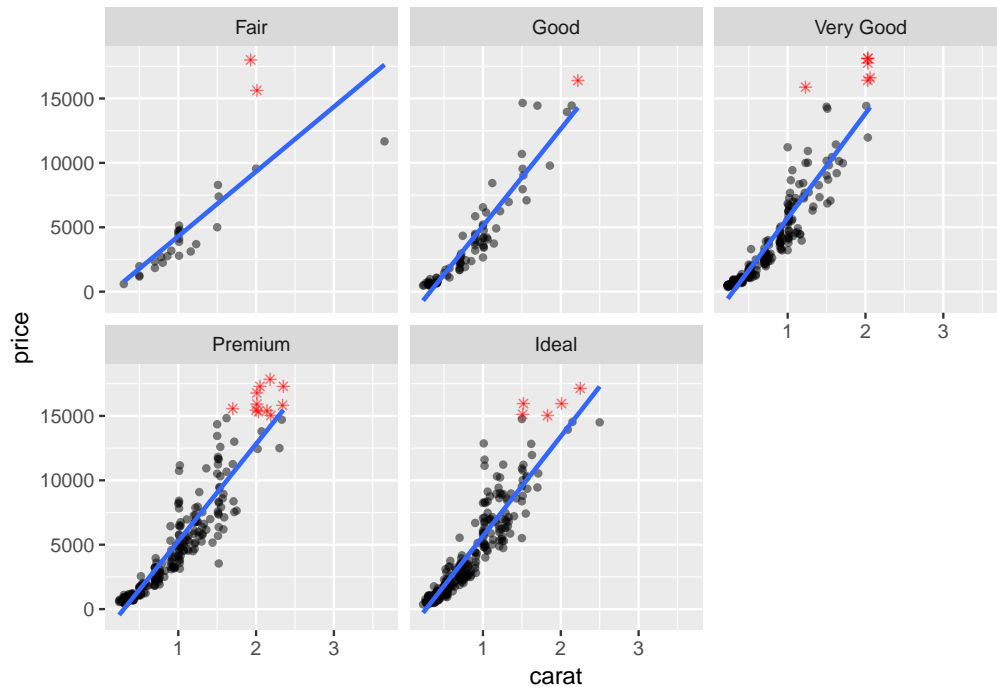 Fair Good Very Good
15000
10000
5000
0
1 2 3
price
Premium Ideal
15000
10000
5000
0
1 2 3 1 2 3
carat